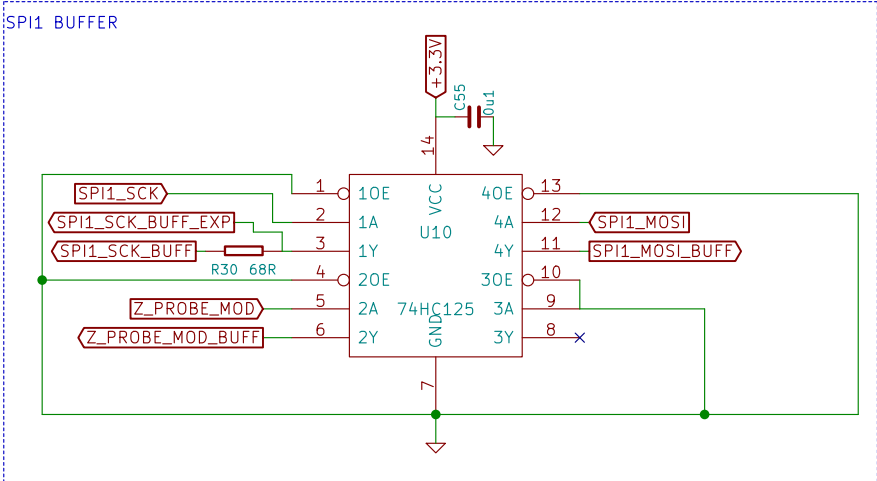 SPI1 BUFFER
+3.3V
C55
0u1
14
VCC
1 1OE 4OE 13
SPI1_SCK
2 1A 4A 12
SPI1_MOSI
SPI1_SCK_BUFF_EXP
U10
3 1Y 4Y 11
SPI1_SCK_BUFF
SPI1_MOSI_BUFF
R30 68R
4 2OE 3OE 10
5 2A 74HC125 3A 9
Z_PROBE_MOD
6 2Y GND 3Y 8
Z_PROBE_MOD_BUFF
7